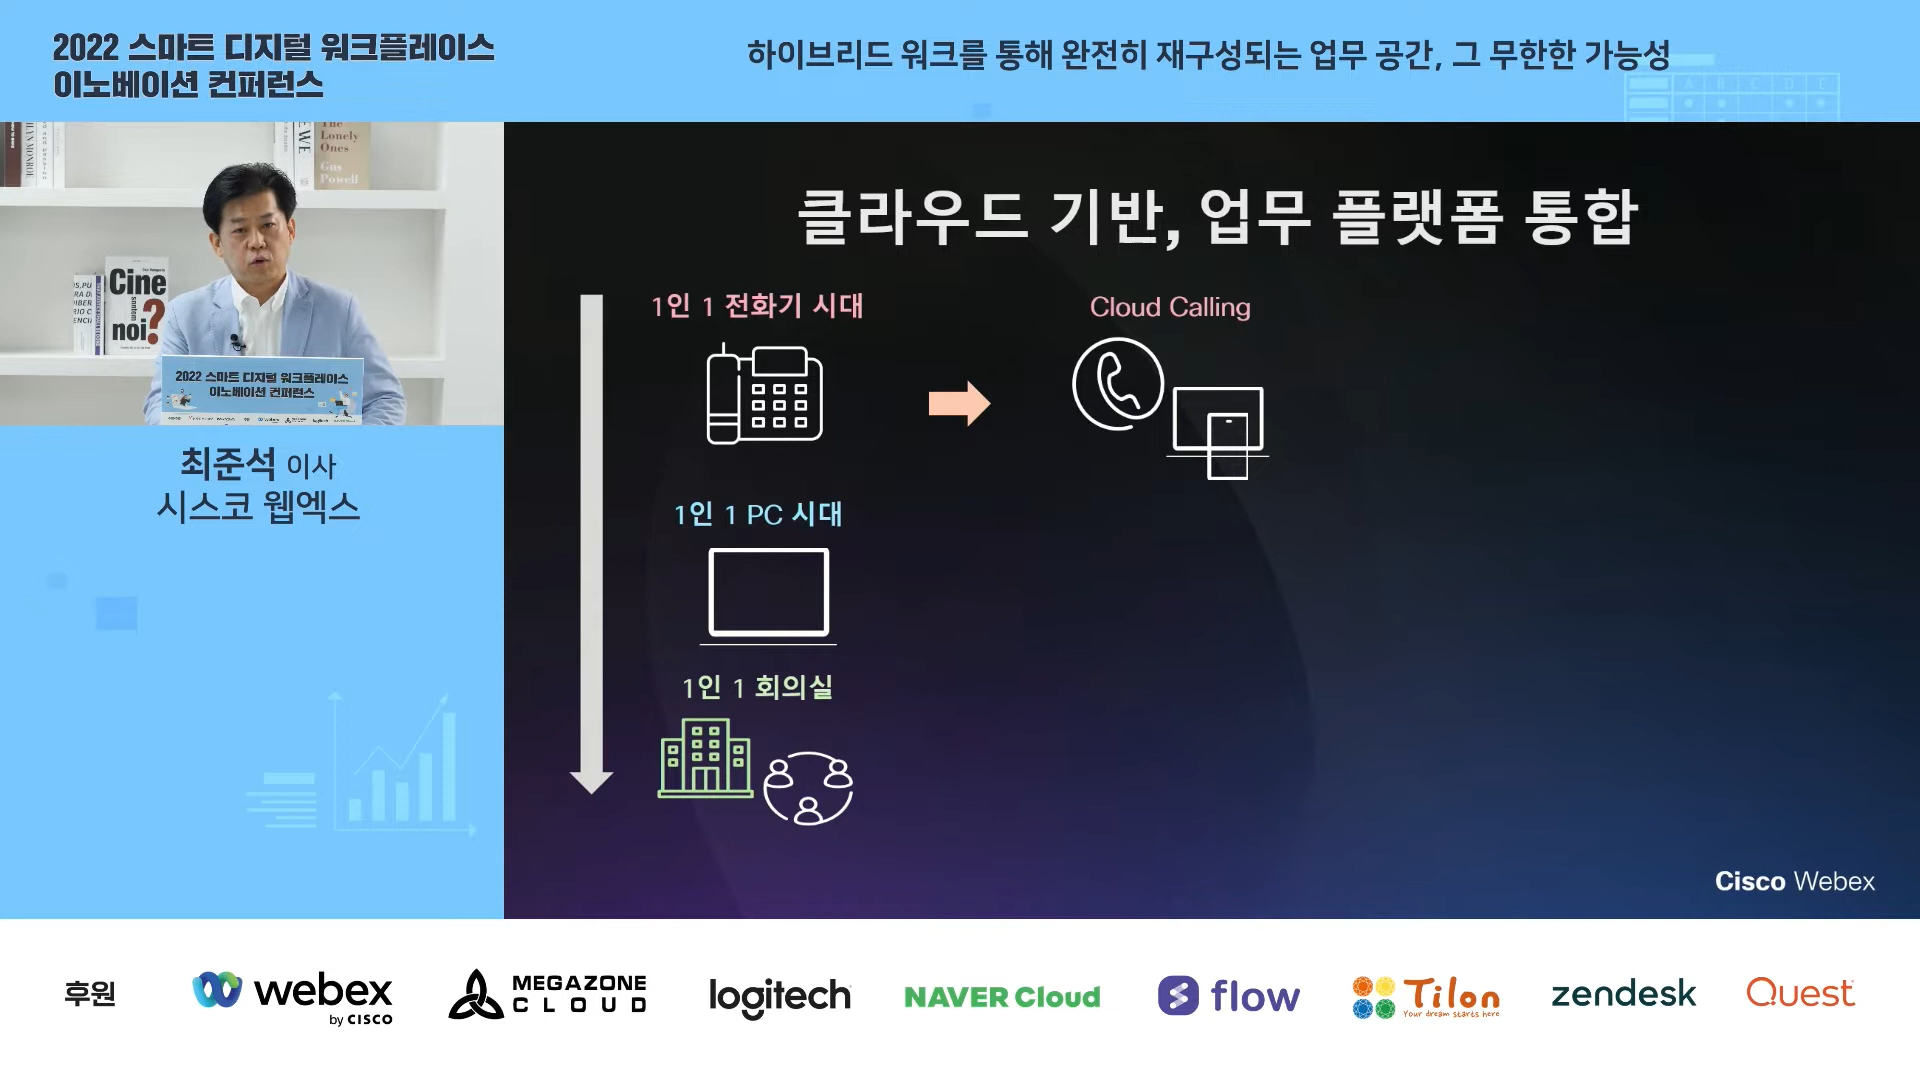 2022 스마트 디지털 워크플레이스
이노베이션 컨퍼런스
하이브리드 워크를 통해 완전히 재구성되는 업무 공간, 그 무한한 가능성
A B C D E
The
Lonely
Ones
Gus
Powell
WE
Cine
noi?
2022 스마트 디지털 워크플레이스
이노베이션 컨퍼런스
최준석 이사
시스코 웹엑스
클라우드 기반, 업무 플랫폼 통합
1인 1 전화기 시대
Cloud Calling
1인 1 PC 시대
1인 1 회의실
Cisco Webex
후원
webex
by CISCO
MEGAZONE
CLOUD
logitech
NAVER Cloud
flow
Tilon
Your dream starts here
zendesk
Quest